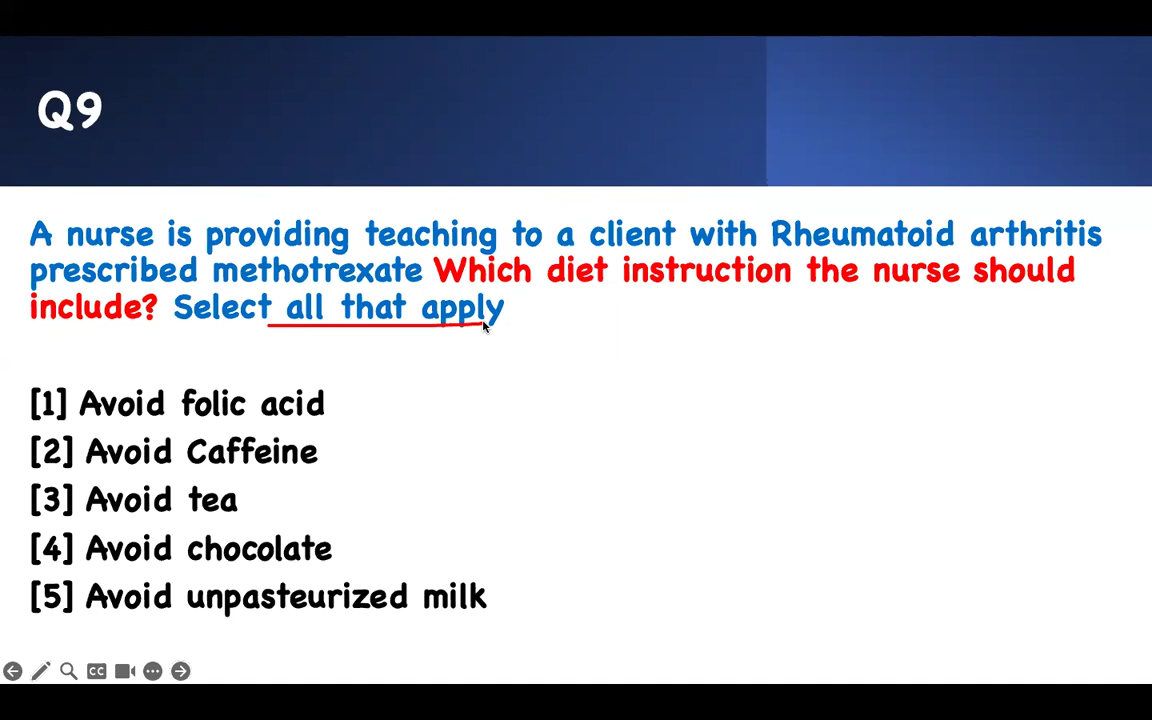 Q9
A nurse is providing teaching to a client with Rheumatoid arthritis
prescribed methotrexate Which diet instruction the nurse should
include? Select all that apply
[1] Avoid folic acid
[2] Avoid Caffeine
[3] Avoid tea
[4] Avoid chocolate
[5] Avoid unpasteurized milk
CC